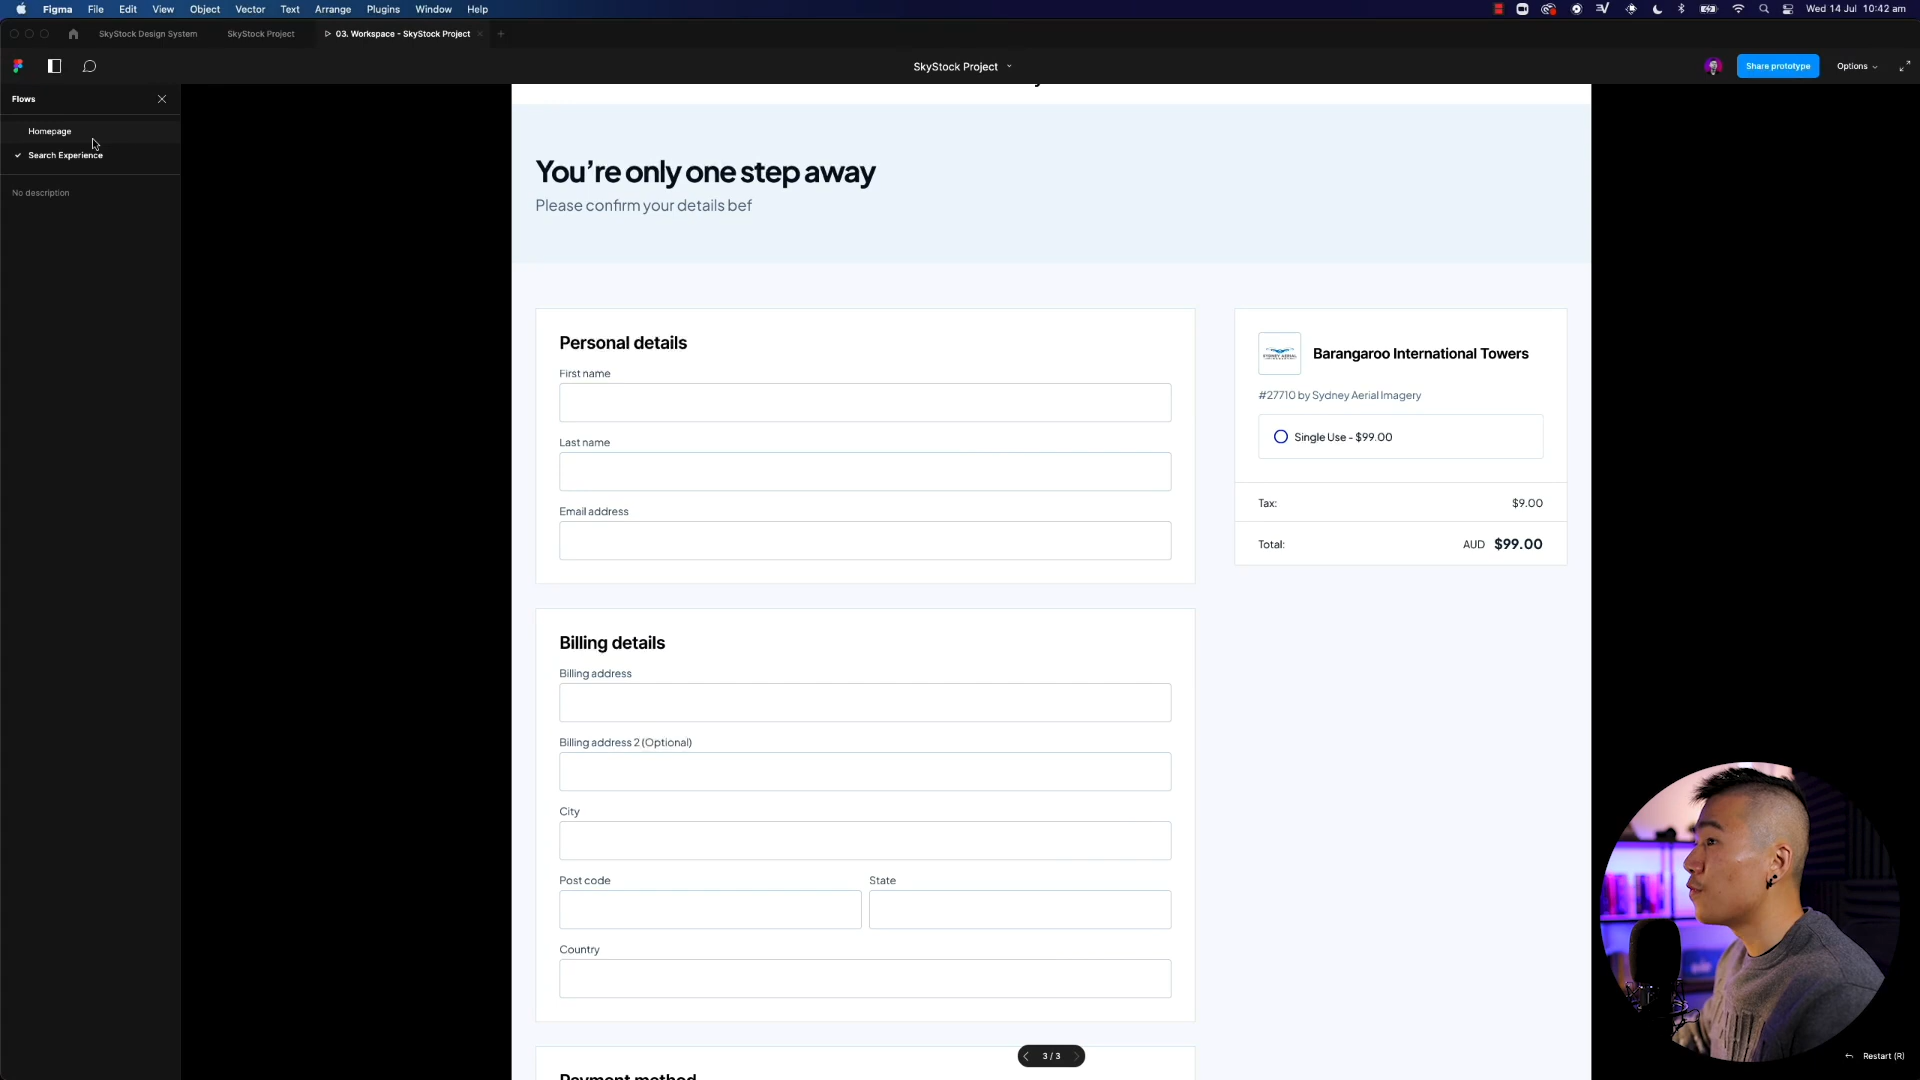 Figma File Edit View Object Vector Text Arrange Plugins Window Help Wed 14 Jul 10:42 am
SkyStock Design System SkyStock Project 03. Workspace - SkyStock Project
SkyStock Project Share prototype Options
Flows
Homepage
Search Experience
No description
You’re only one step away
Please confirm your details bef
Personal details
First name
Last name
Email address
Barangaroo International Towers
SYDNEY AERIAL
#27710 by Sydney Aerial Imagery
Single Use - $99.00
Tax: $9.00
Total: AUD $99.00
Billing details
Billing address
Billing address 2 (Optional)
City
Post code State
Country
Payment method
3 / 3
Restart (R)